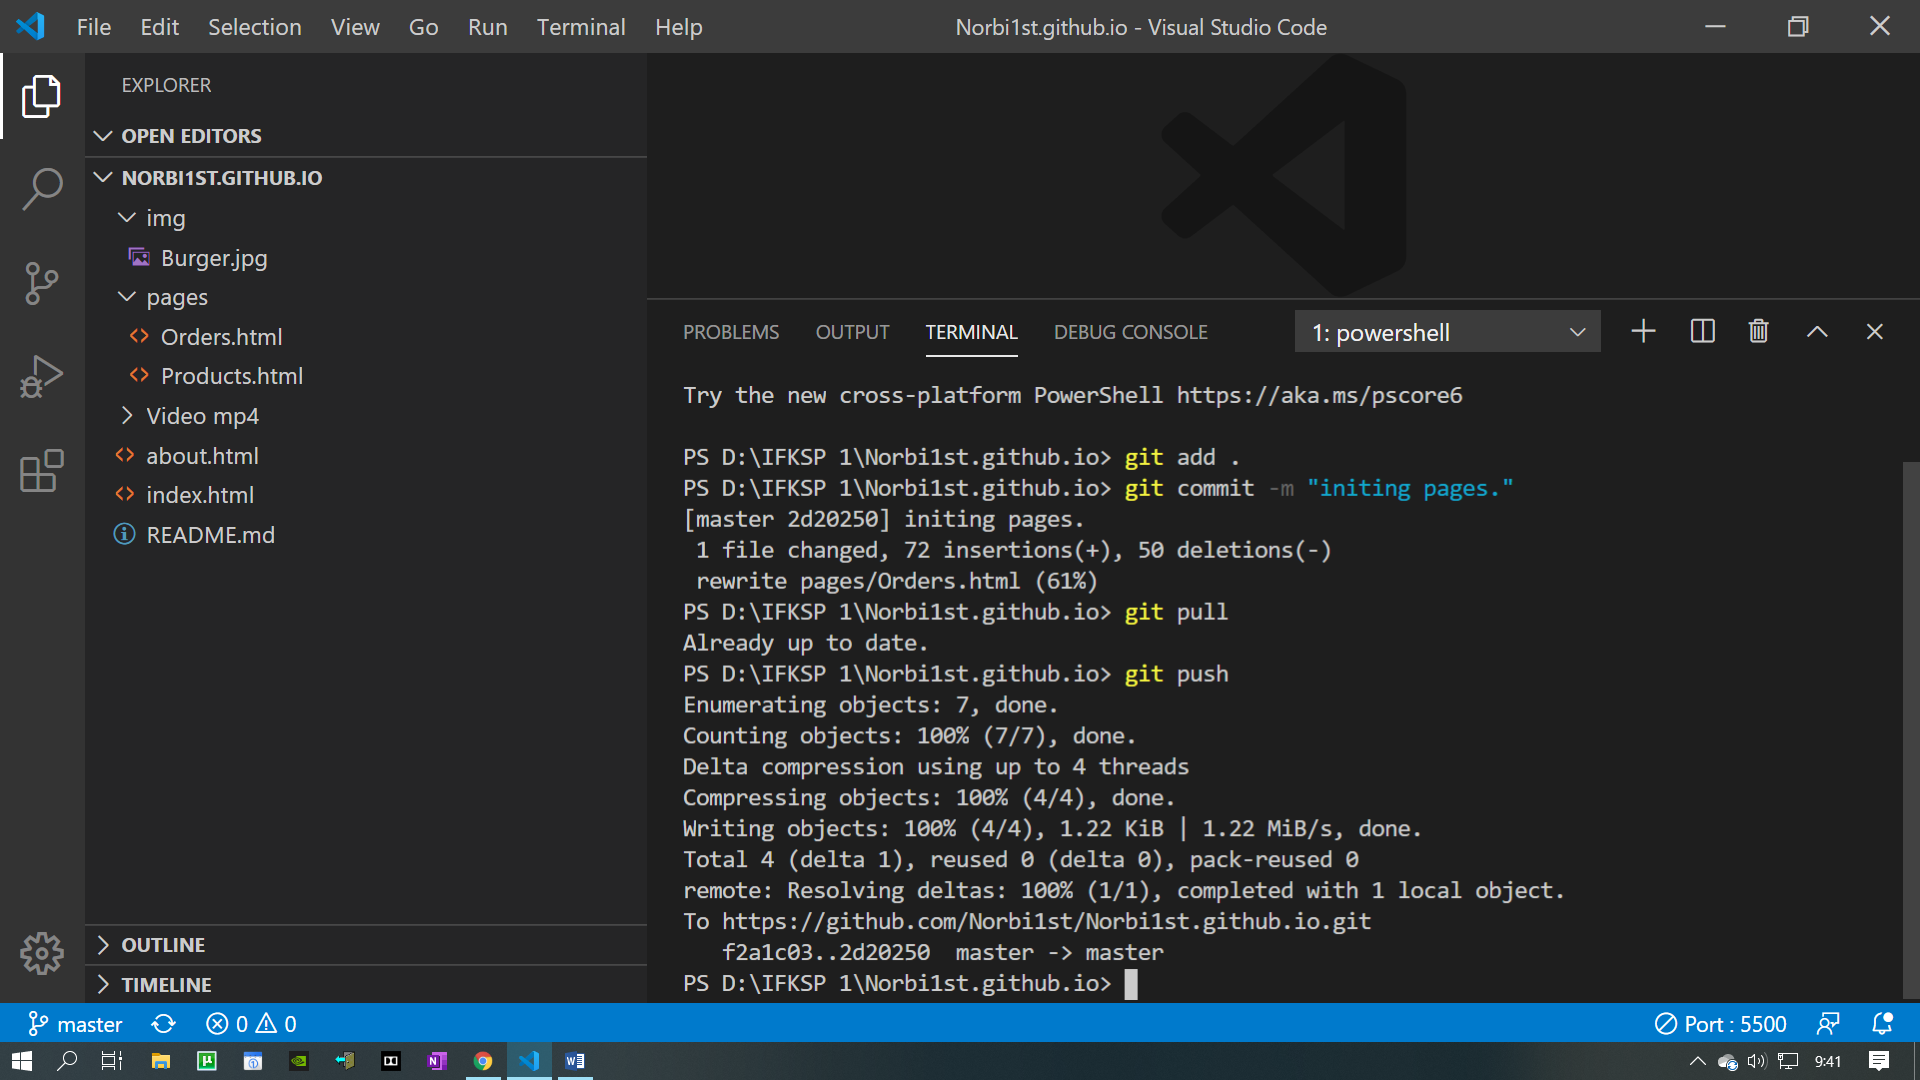 File Edit Selection View Go Run Terminal Help
Norbi1st.github.io - Visual Studio Code
EXPLORER
OPEN EDITORS
NORBI1ST.GITHUB.IO
img
Burger.jpg
pages
Orders.html
Products.html
Video mp4
about.html
index.html
README.md
OUTLINE
TIMELINE
PROBLEMS OUTPUT TERMINAL DEBUG CONSOLE 1: powershell
Try the new cross-platform PowerShell https://aka.ms/pscore6
PS D:\IFKSP 1\Norbi1st.github.io> git add .
PS D:\IFKSP 1\Norbi1st.github.io> git commit -m "initing pages."
[master 2d20250] initing pages.
1 file changed, 72 insertions(+), 50 deletions(-)
rewrite pages/Orders.html (61%)
PS D:\IFKSP 1\Norbi1st.github.io> git pull
Already up to date.
PS D:\IFKSP 1\Norbi1st.github.io> git push
Enumerating objects: 7, done.
Counting objects: 100% (7/7), done.
Delta compression using up to 4 threads
Compressing objects: 100% (4/4), done.
Writing objects: 100% (4/4), 1.22 KiB | 1.22 MiB/s, done.
Total 4 (delta 1), reused 0 (delta 0), pack-reused 0
remote: Resolving deltas: 100% (1/1), completed with 1 local object.
To https://github.com/Norbi1st/Norbi1st.github.io.git
f2a1c03..2d20250 master -> master
PS D:\IFKSP 1\Norbi1st.github.io>
master 0 0 Port : 5500
9:41